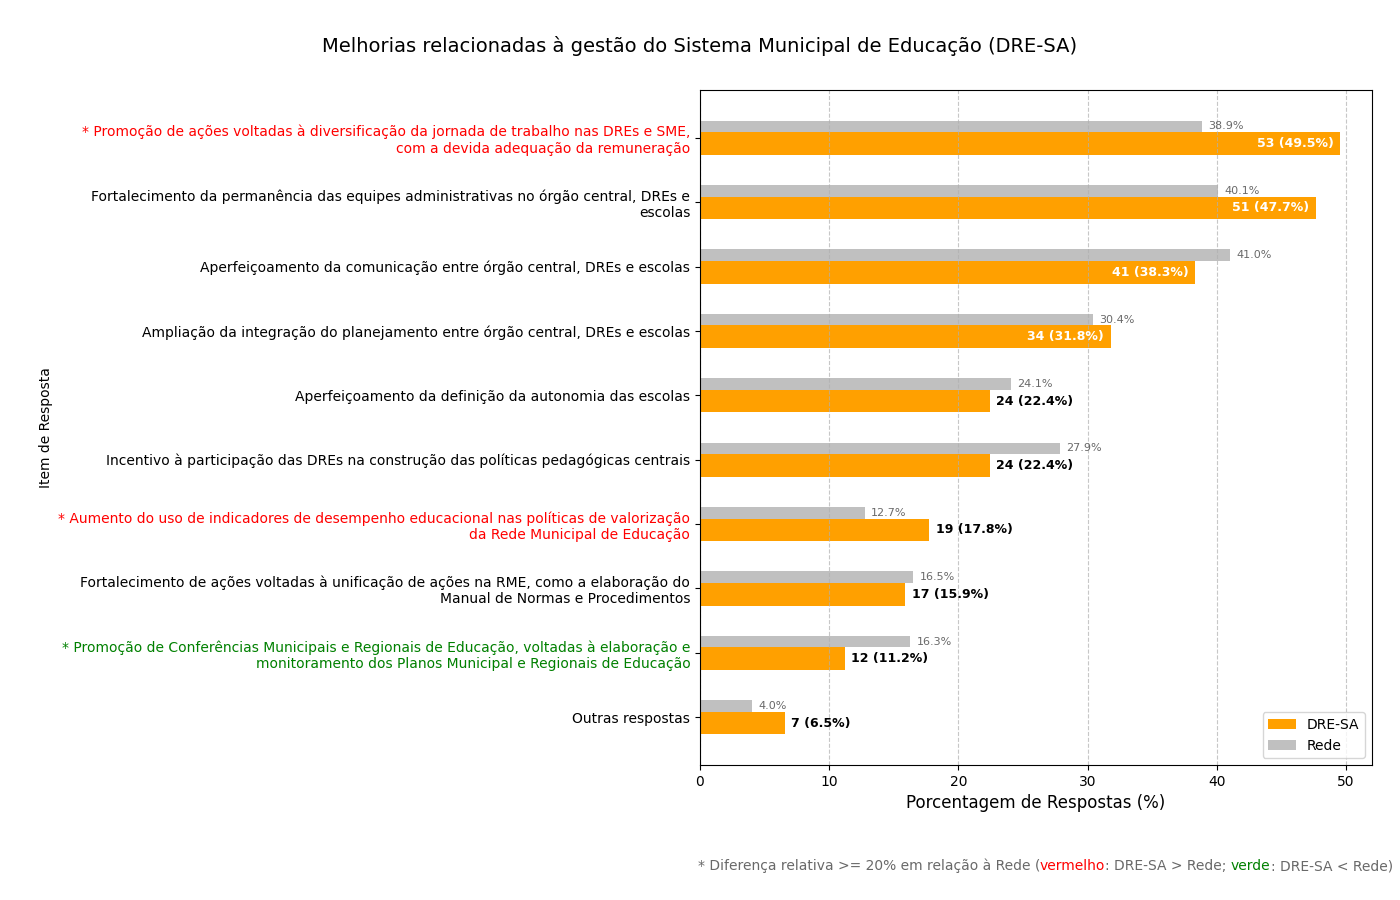 Melhorias relacionadas à gestão do Sistema Municipal de Educação (DRE-SA)
Item de Resposta
* Promoção de ações voltadas à diversificação da jornada de trabalho nas DREs e SME,
com a devida adequação da remuneração
38.9%
53 (49.5%)
Fortalecimento da permanência das equipes administrativas no órgão central, DREs e
escolas
40.1%
51 (47.7%)
Aperfeiçoamento da comunicação entre órgão central, DREs e escolas
41.0%
41 (38.3%)
Ampliação da integração do planejamento entre órgão central, DREs e escolas
30.4%
34 (31.8%)
Aperfeiçoamento da definição da autonomia das escolas
24.1%
24 (22.4%)
Incentivo à participação das DREs na construção das políticas pedagógicas centrais
27.9%
24 (22.4%)
* Aumento do uso de indicadores de desempenho educacional nas políticas de valorização
da Rede Municipal de Educação
12.7%
19 (17.8%)
Fortalecimento de ações voltadas à unificação de ações na RME, como a elaboração do
Manual de Normas e Procedimentos
16.5%
17 (15.9%)
* Promoção de Conferências Municipais e Regionais de Educação, voltadas à elaboração e
monitoramento dos Planos Municipal e Regionais de Educação
16.3%
12 (11.2%)
Outras respostas
4.0%
7 (6.5%)
DRE-SA
Rede
0 10 20 30 40 50
Porcentagem de Respostas (%)
* Diferença relativa >= 20% em relação à Rede (vermelho: DRE-SA > Rede; verde: DRE-SA < Rede)